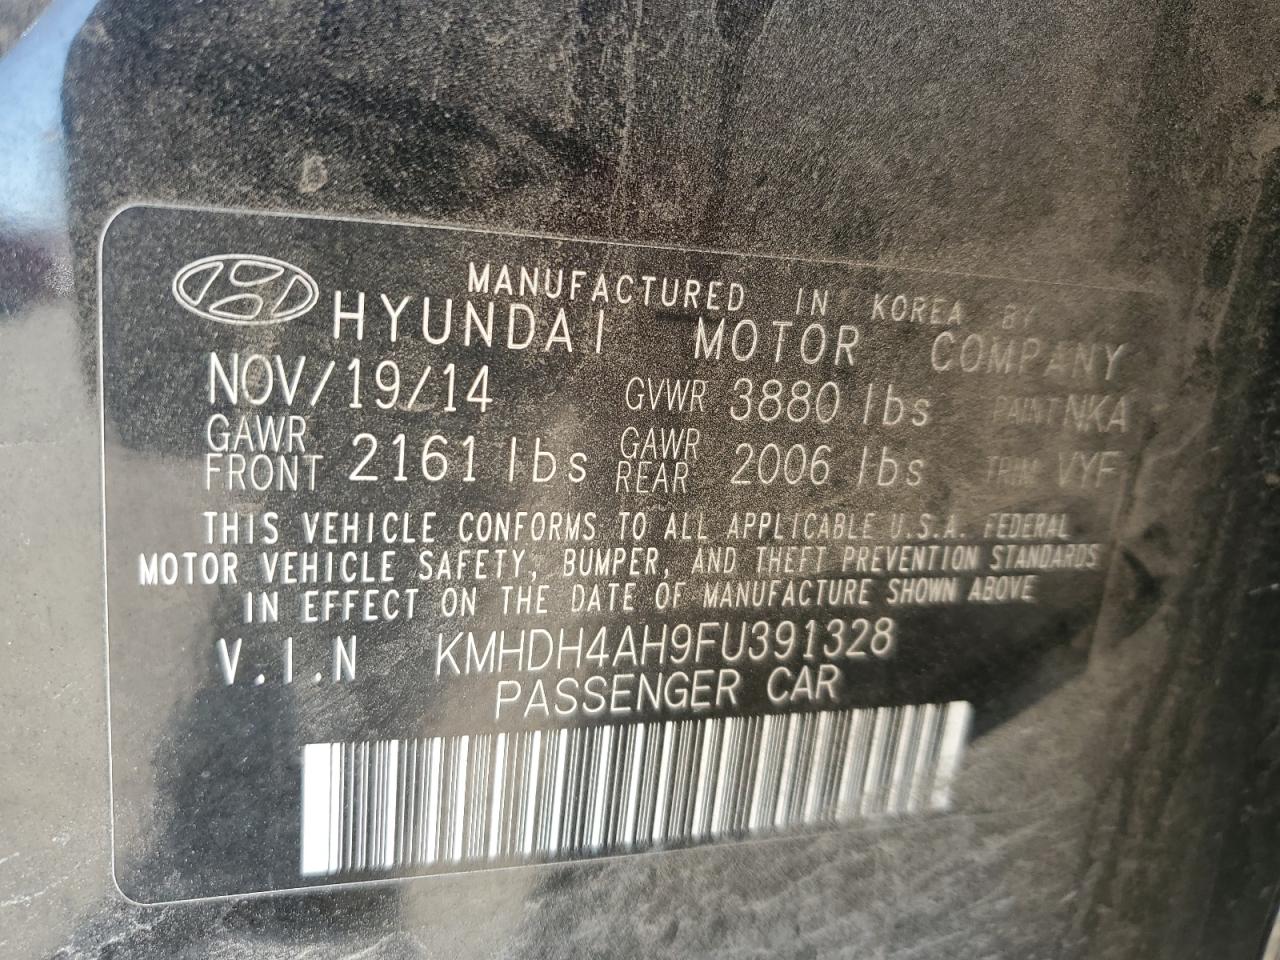 MANUFACTURED IN KOREA BY
HYUNDAI MOTOR COMPANY
NOV/19/14 GVWR 3880 lbs PAINT NKA
GAWR FRONT 2161 lbs GAWR REAR 2006 lbs TRIM VYF
THIS VEHICLE CONFORMS TO ALL APPLICABLE U.S.A. FEDERAL
MOTOR VEHICLE SAFETY, BUMPER, AND THEFT PREVENTION STANDARDS
IN EFFECT ON THE DATE OF MANUFACTURE SHOWN ABOVE
V.I.N KMHDH4AH9FU391328
PASSENGER CAR